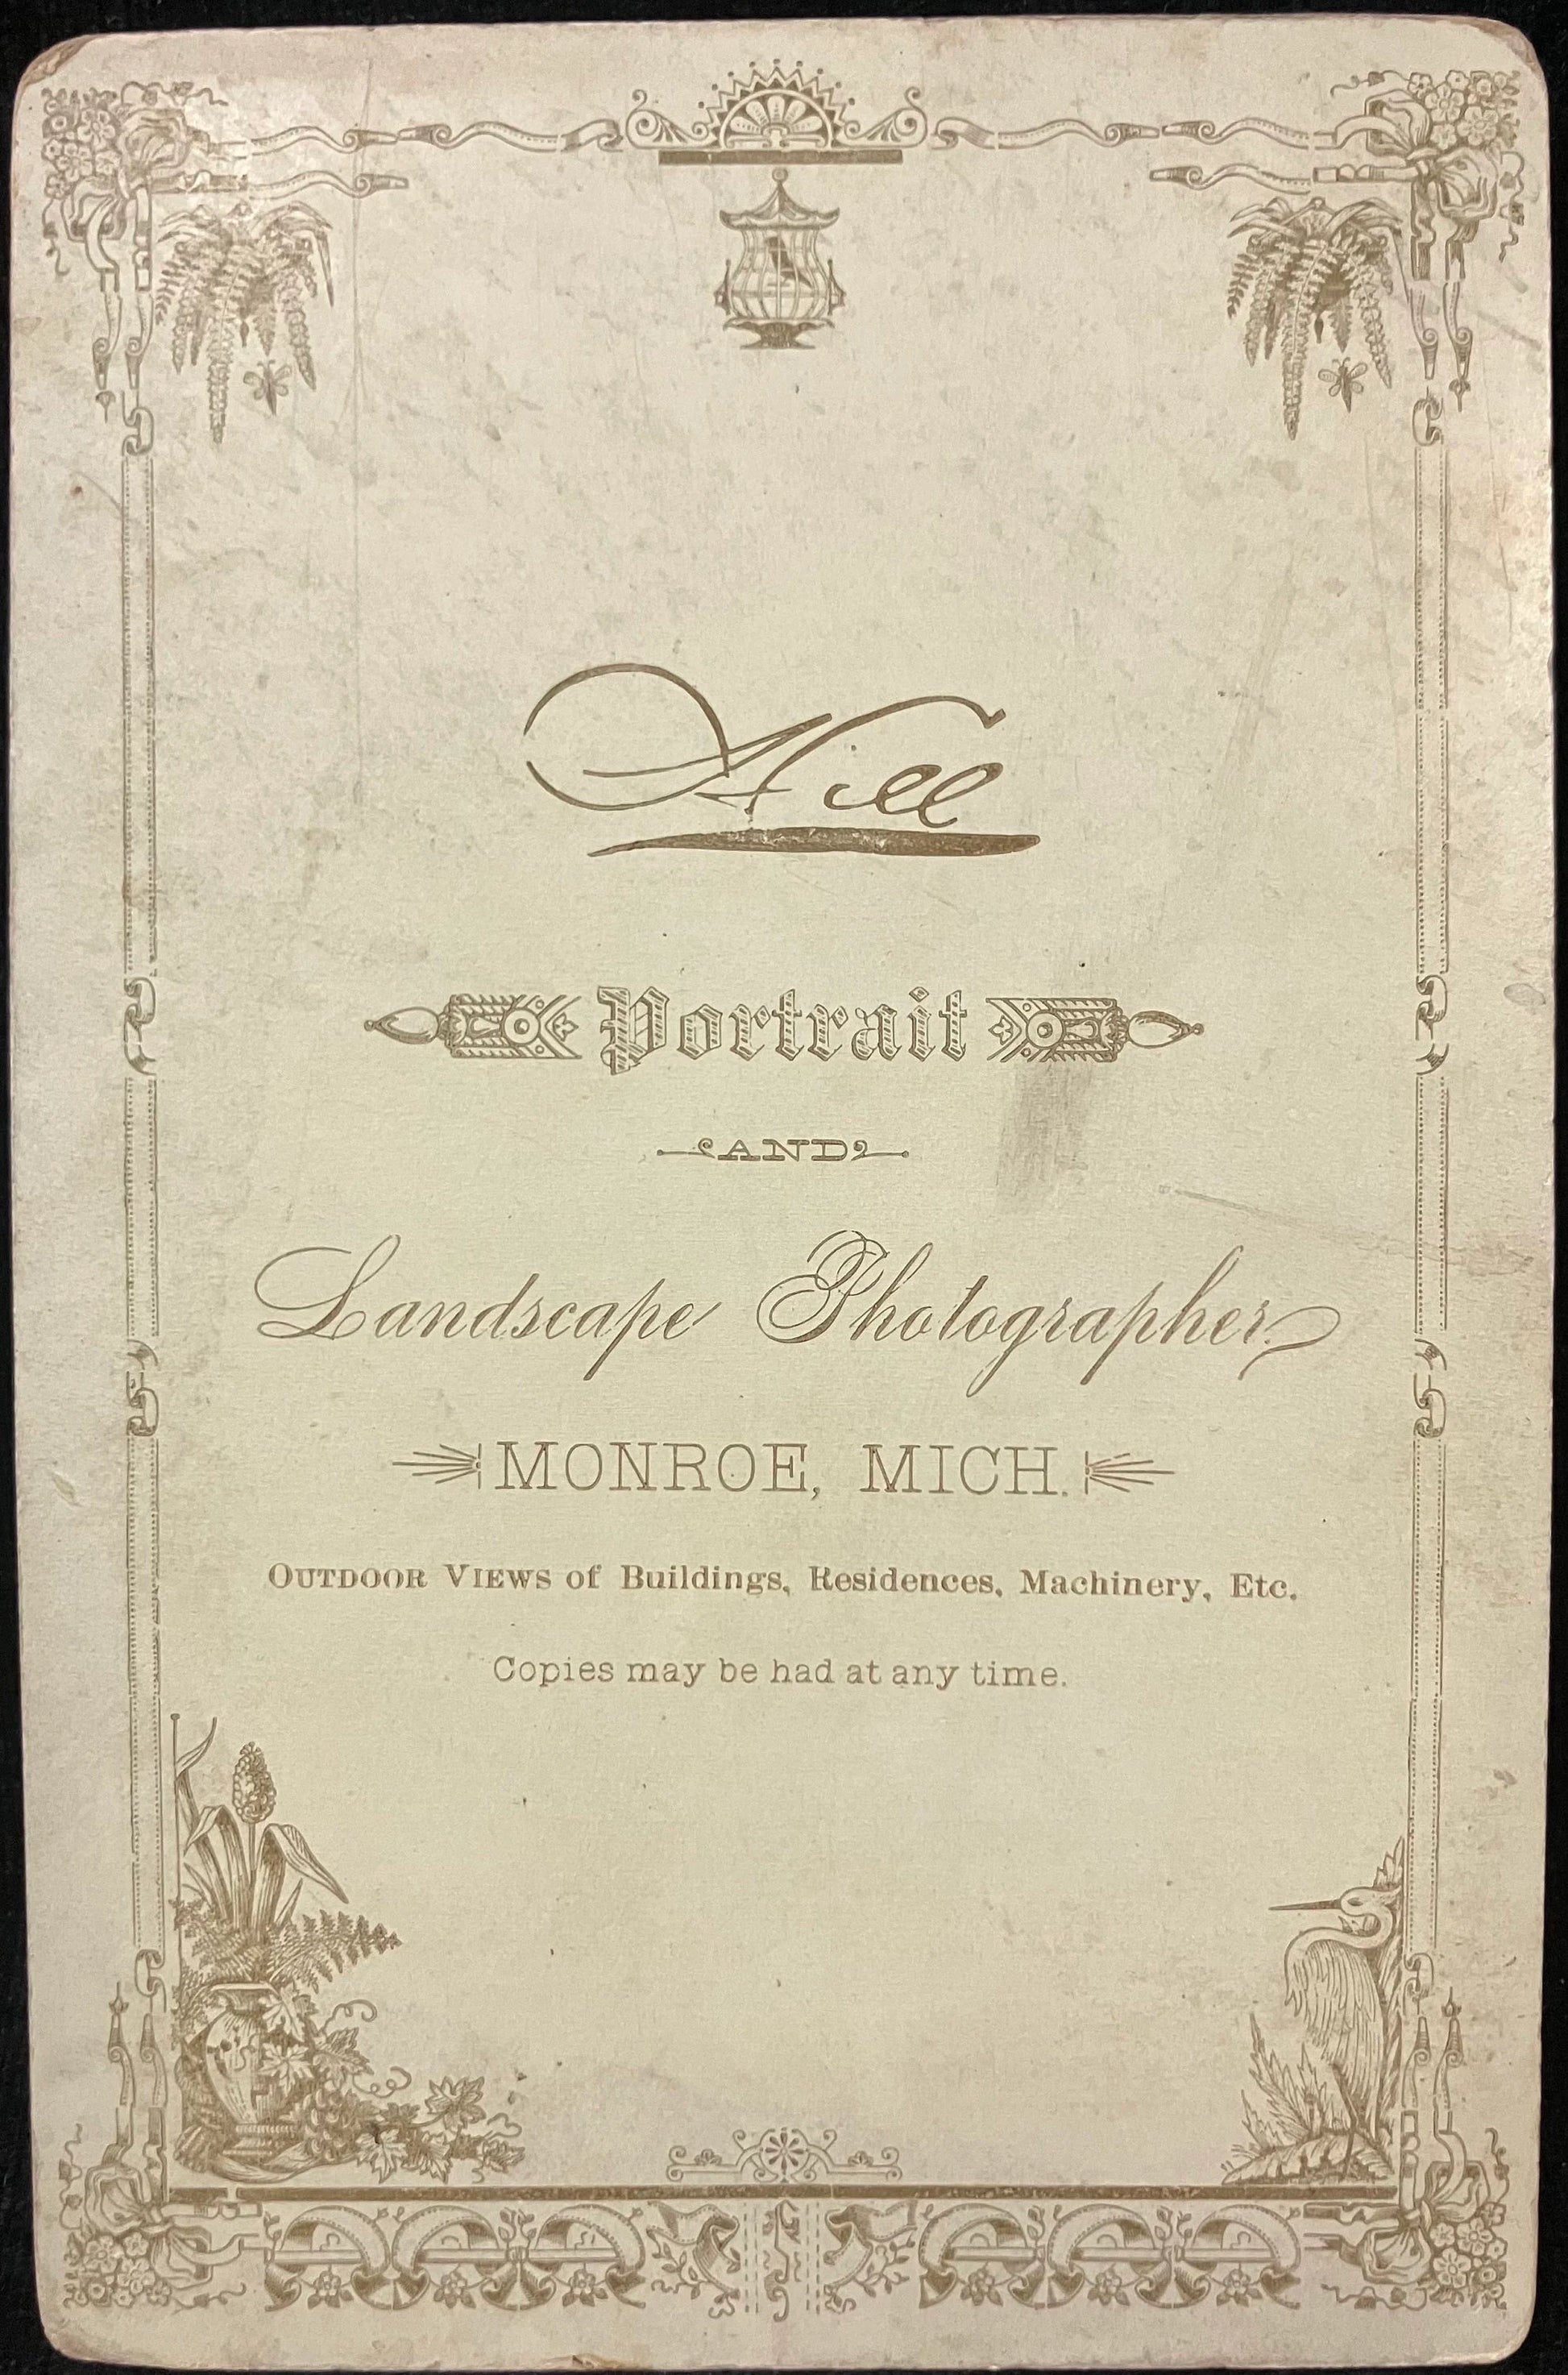 Hill
Portrait
AND
Landscape Photographer
MONROE, MICH.
OUTDOOR VIEWS of Buildings, Residences, Machinery, Etc.
Copies may be had at any time.